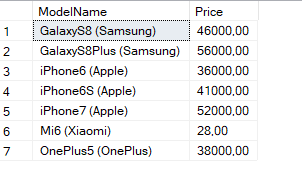 ModelName Price
1 GalaxyS8 (Samsung) 46000,00
2 GalaxyS8Plus (Samsung) 56000,00
3 iPhone6 (Apple) 36000,00
4 iPhone6S (Apple) 41000,00
5 iPhone7 (Apple) 52000,00
6 Mi6 (Xiaomi) 28,00
7 OnePlus5 (OnePlus) 38000,00